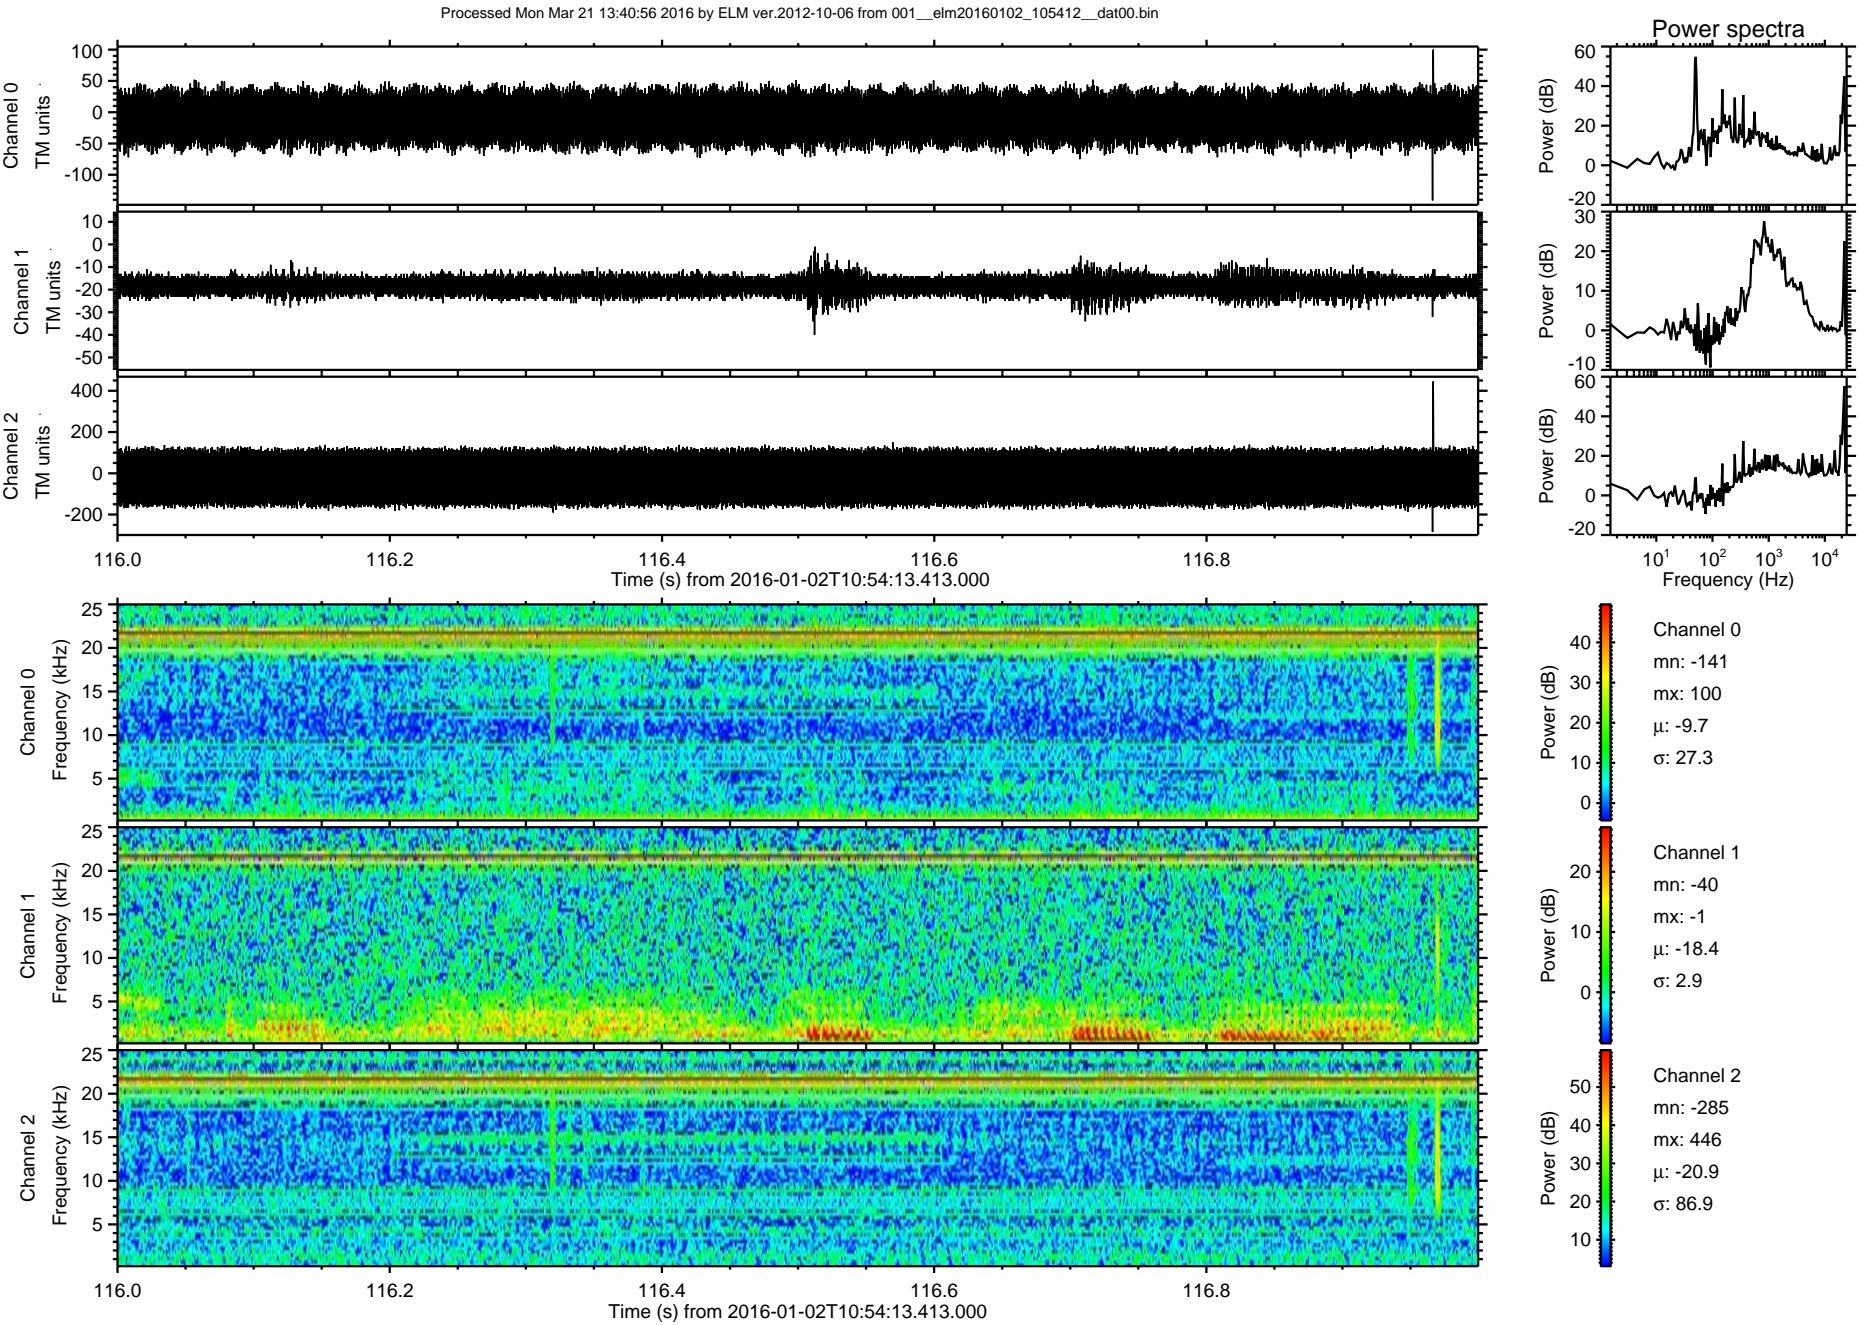 Processed Mon Mar 21 13:40:56 2016 by ELM ver.2012-10-06 from 001__elm20160102_105412__dat00.bin
Power spectra
Channel 0
TM units
100
50
0
-50
-100
Power (dB)
60
40
20
0
-20
Channel 1
TM units
10
0
-10
-20
-30
-40
-50
Power (dB)
30
20
10
0
-10
Channel 2
TM units
400
200
0
-200
Power (dB)
60
40
20
0
-20
116.0 116.2 116.4 116.6 116.8
Time (s) from 2016-01-02T10:54:13.413.000
10¹ 10² 10³ 10⁴
Frequency (Hz)
Channel 0
Frequency (kHz)
25
20
15
10
5
Power (dB)
40
30
20
10
0
Channel 0
mn: -141
mx: 100
μ: -9.7
σ: 27.3
Channel 1
Frequency (kHz)
25
20
15
10
5
Power (dB)
20
10
0
Channel 1
mn: -40
mx: -1
μ: -18.4
σ: 2.9
Channel 2
Frequency (kHz)
25
20
15
10
5
Power (dB)
50
40
30
20
10
Channel 2
mn: -285
mx: 446
μ: -20.9
σ: 86.9
116.0 116.2 116.4 116.6 116.8
Time (s) from 2016-01-02T10:54:13.413.000